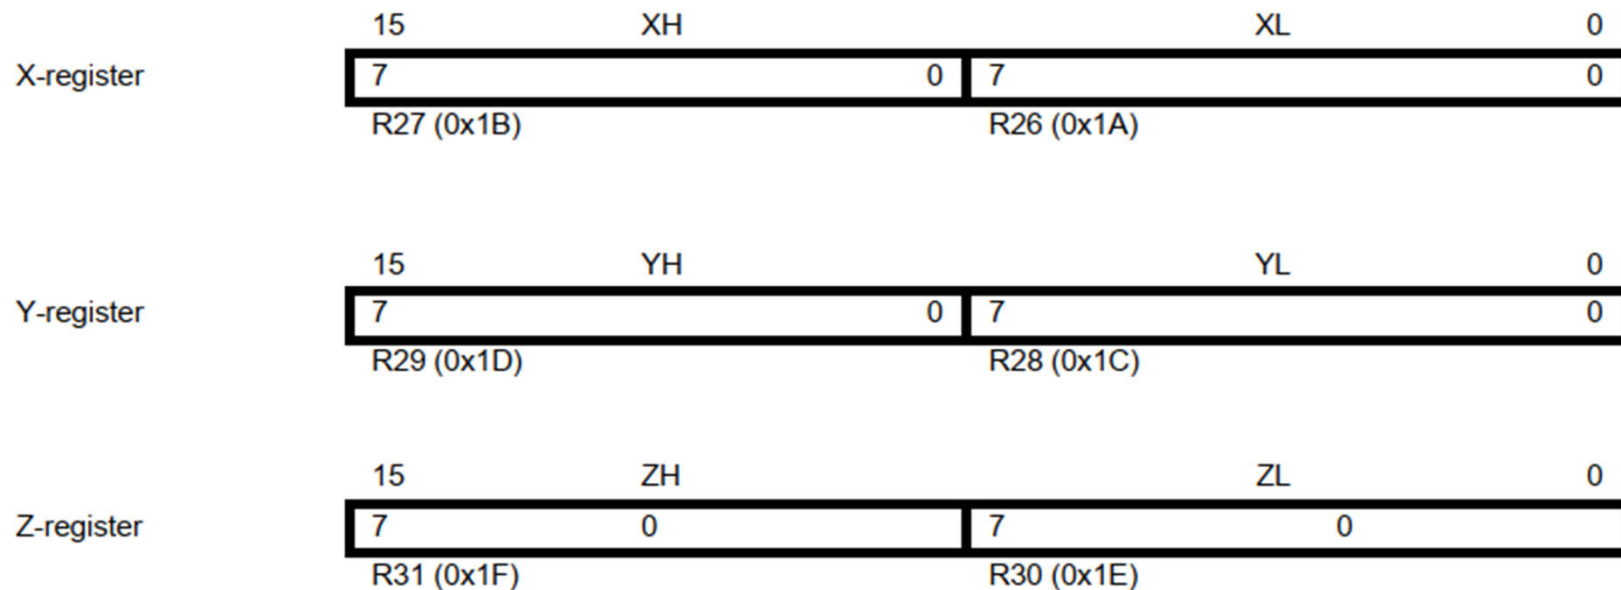 15 XH XL 0
X-register 7 0 7 0
R27 (0x1B) R26 (0x1A)
15 YH YL 0
Y-register 7 0 7 0
R29 (0x1D) R28 (0x1C)
15 ZH ZL 0
Z-register 7 0 7 0
R31 (0x1F) R30 (0x1E)